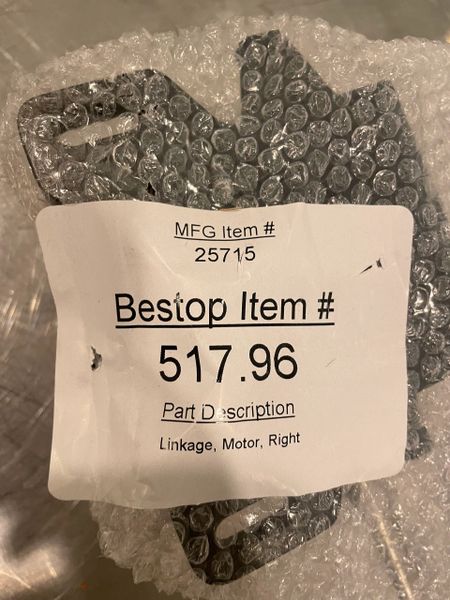 MFG Item #
25715
Bestop Item #
517.96
Part Description
Linkage, Motor, Right